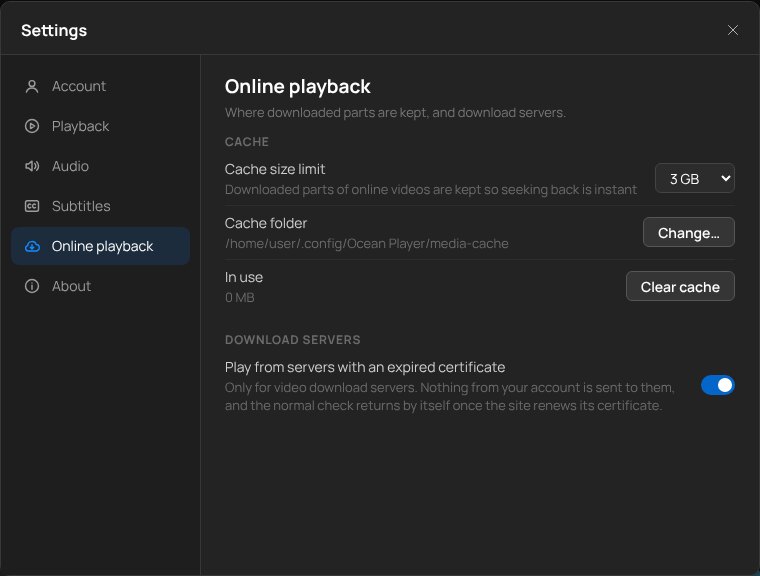 Settings
Account
Playback
Audio
Subtitles
Online playback
About
Online playback
Where downloaded parts are kept, and download servers.
CACHE
Cache size limit
Downloaded parts of online videos are kept so seeking back is instant
3 GB
Cache folder
/home/user/.config/Ocean Player/media-cache
Change...
In use
0 MB
Clear cache
DOWNLOAD SERVERS
Play from servers with an expired certificate
Only for video download servers. Nothing from your account is sent to them,
and the normal check returns by itself once the site renews its certificate.